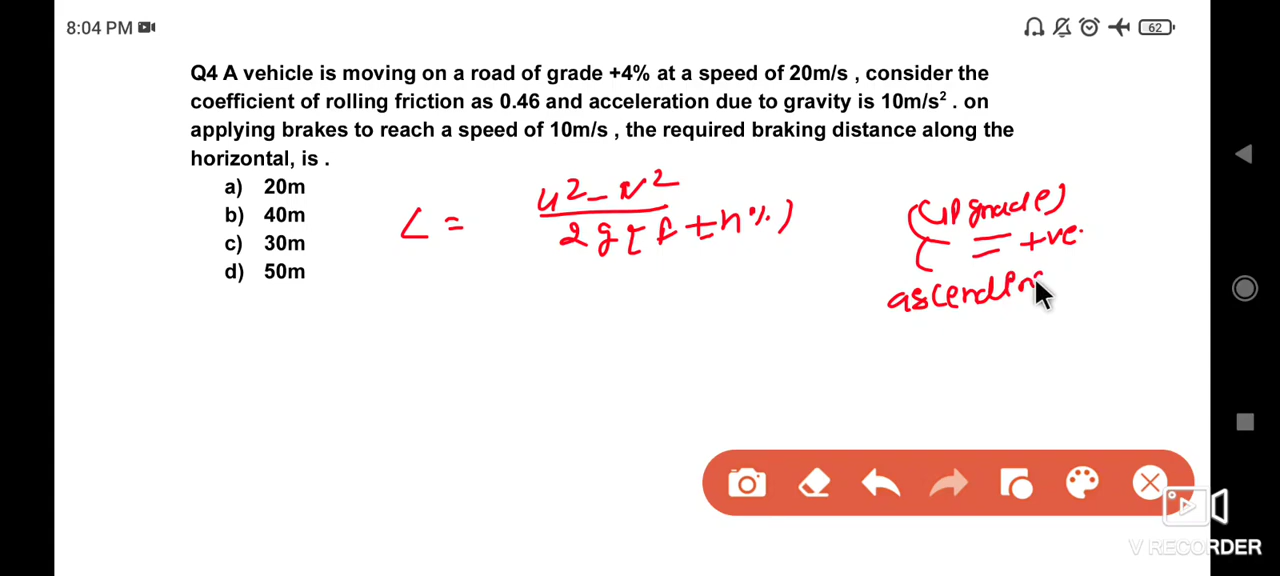 8:04 PM
62
Q4 A vehicle is moving on a road of grade +4% at a speed of 20m/s , consider the
coefficient of rolling friction as 0.46 and acceleration due to gravity is 10m/s² . on
applying brakes to reach a speed of 10m/s , the required braking distance along the
horizontal, is .
a) 20m
b) 40m
c) 30m
d) 50m
L = u² - v² / 2g [f ± n%)
(upgrade)
( = +ve
ascending
V RECORDER